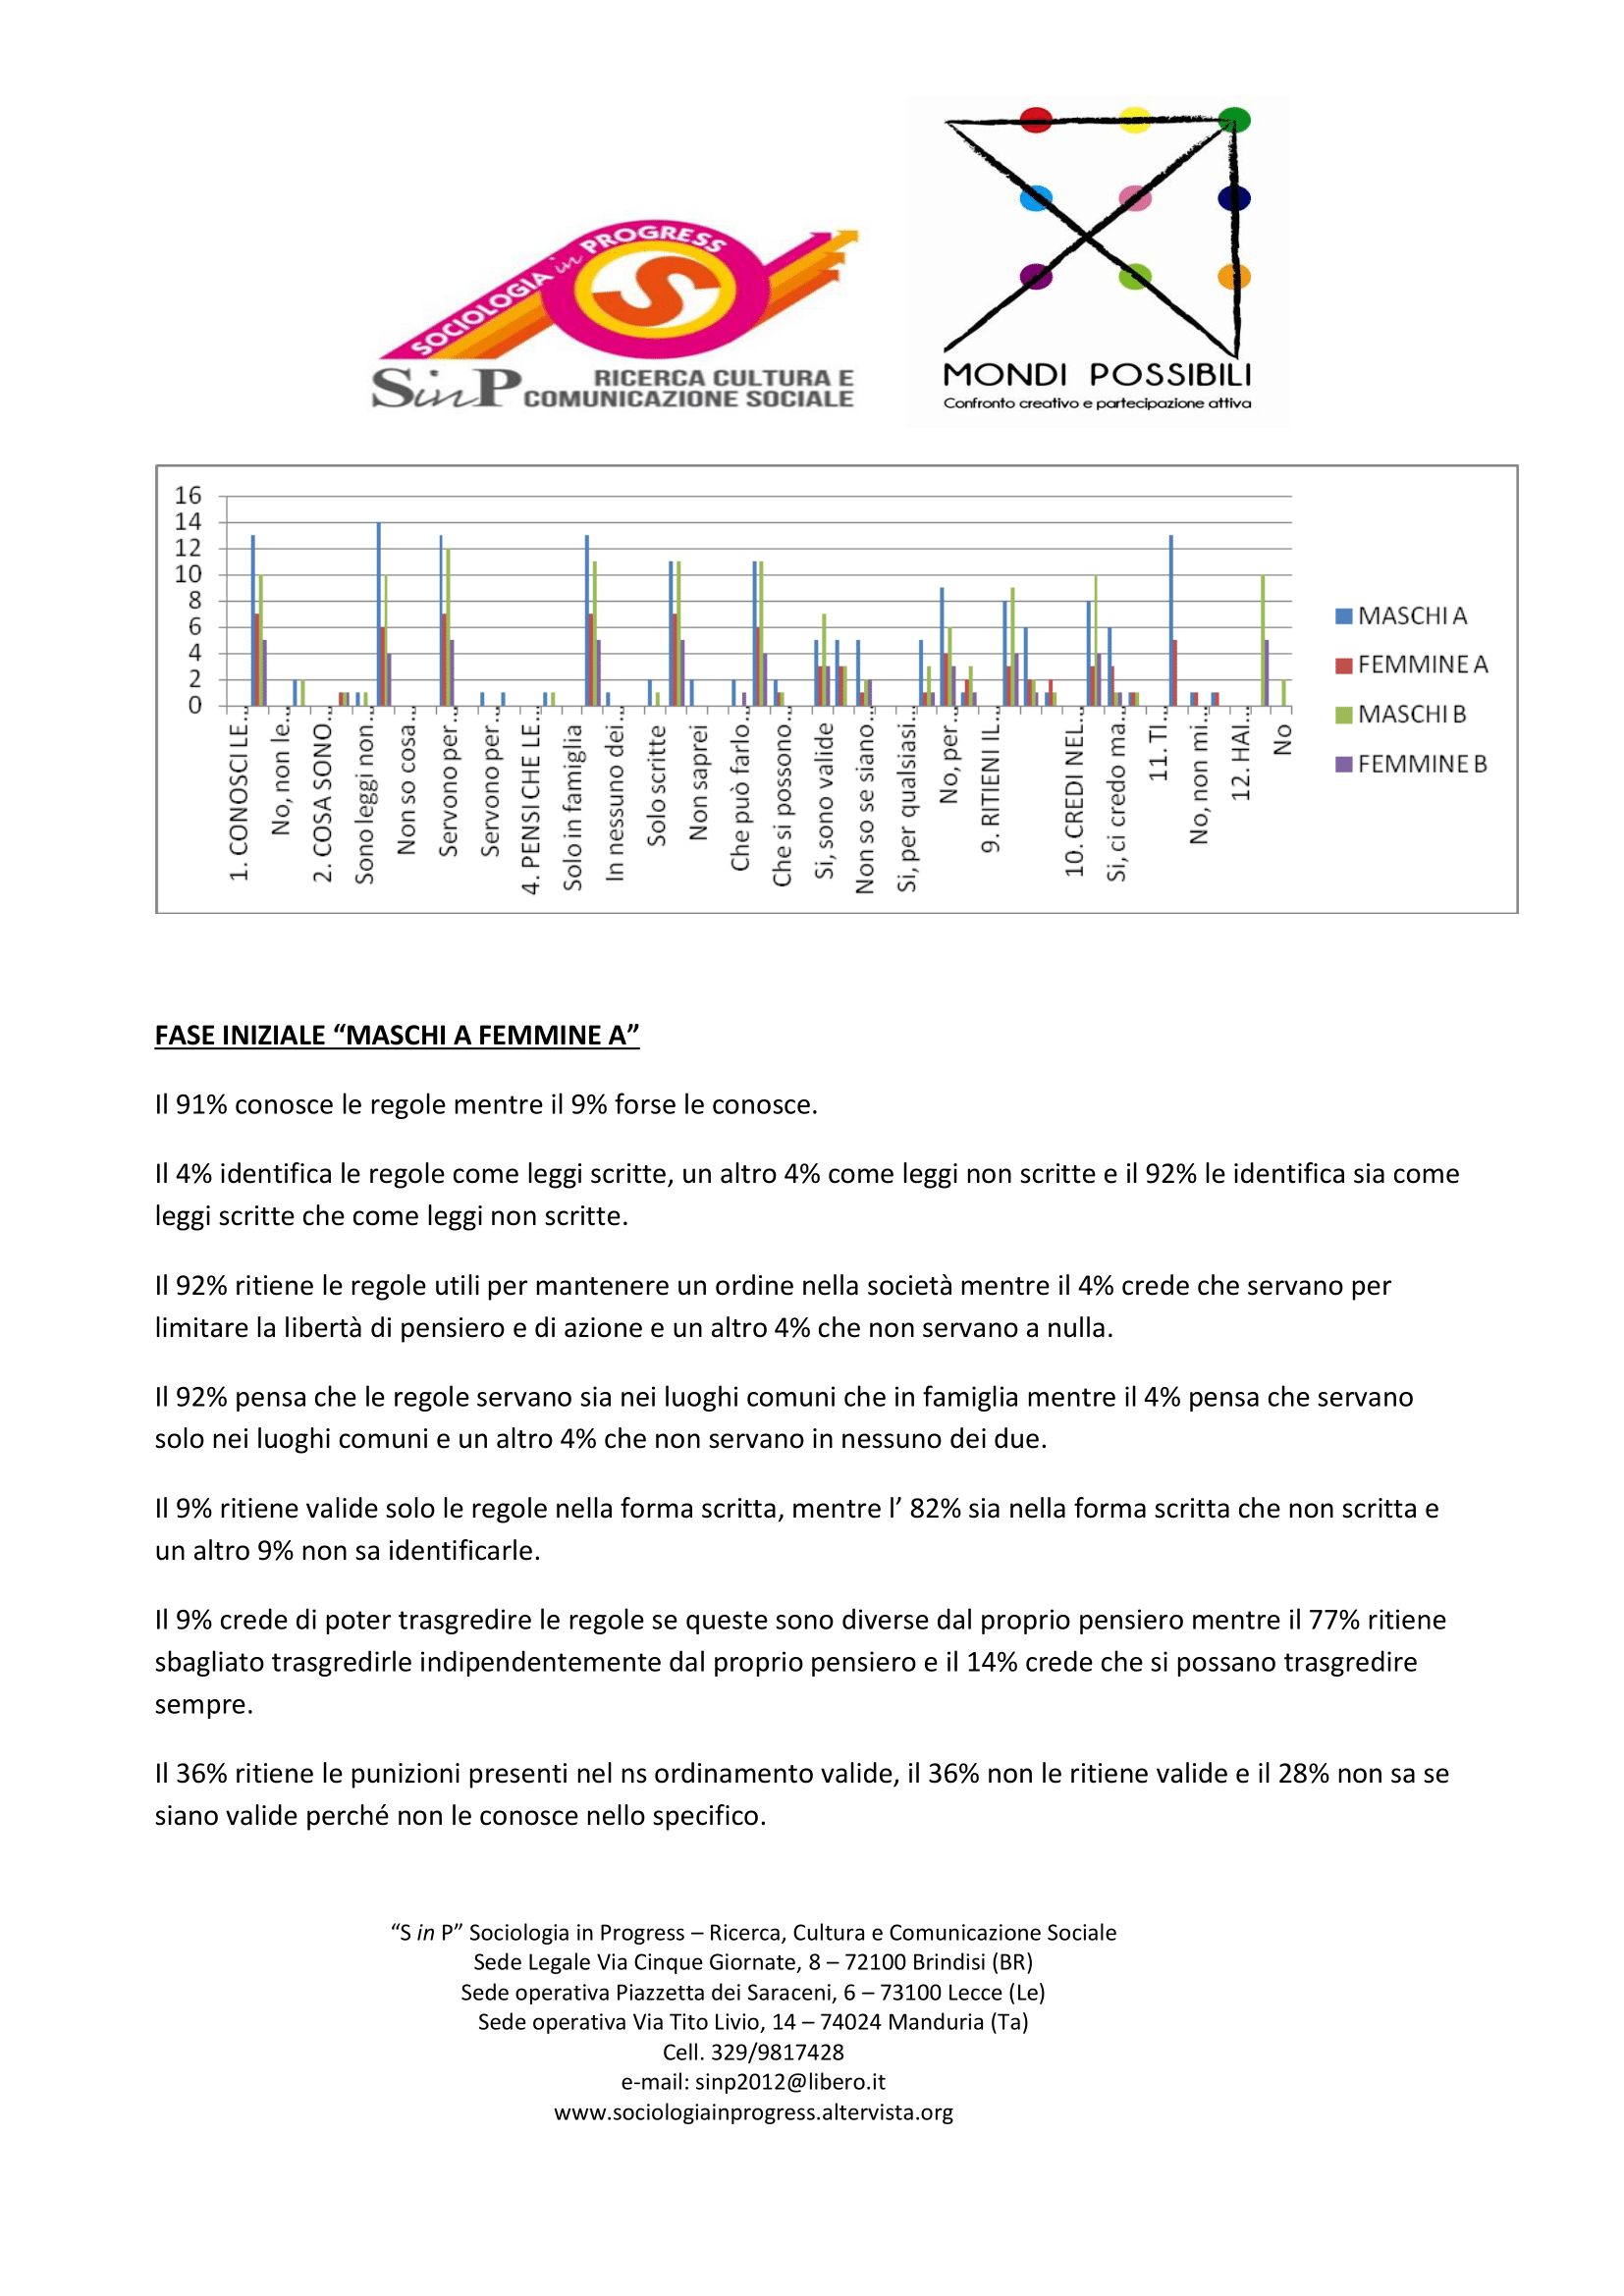 SOCIOLOGIA in PROGRESS
S
SinP RICERCA CULTURA E
COMUNICAZIONE SOCIALE
MONDI POSSIBILI
Confronto creativo e partecipazione attiva
16
14
12
10
8
6
4
2
0
1. CONOSCI LE...
No, non le...
2. COSA SONO...
Sono leggi non...
Non so cosa...
Servono per...
Servono per...
4. PENSI CHE LE...
Solo in famiglia
In nessuno dei...
Solo scritte
Non saprei
Che può farlo...
Che si possono...
Si, sono valide
Non so se siano...
Si, per qualsiasi...
No, per...
9. RITIENI IL...
10. CREDI NEL...
Si, ci credo ma...
11. TI...
No, non mi...
12. HAI...
No
MASCHI A
FEMMINE A
MASCHI B
FEMMINE B
FASE INIZIALE “MASCHI A FEMMINE A”
Il 91% conosce le regole mentre il 9% forse le conosce.
Il 4% identifica le regole come leggi scritte, un altro 4% come leggi non scritte e il 92% le identifica sia come
leggi scritte che come leggi non scritte.
Il 92% ritiene le regole utili per mantenere un ordine nella società mentre il 4% crede che servano per
limitare la libertà di pensiero e di azione e un altro 4% che non servano a nulla.
Il 92% pensa che le regole servano sia nei luoghi comuni che in famiglia mentre il 4% pensa che servano
solo nei luoghi comuni e un altro 4% che non servano in nessuno dei due.
Il 9% ritiene valide solo le regole nella forma scritta, mentre l’ 82% sia nella forma scritta che non scritta e
un altro 9% non sa identificarle.
Il 9% crede di poter trasgredire le regole se queste sono diverse dal proprio pensiero mentre il 77% ritiene
sbagliato trasgredirle indipendentemente dal proprio pensiero e il 14% crede che si possano trasgredire
sempre.
Il 36% ritiene le punizioni presenti nel ns ordinamento valide, il 36% non le ritiene valide e il 28% non sa se
siano valide perché non le conosce nello specifico.
“S in P” Sociologia in Progress – Ricerca, Cultura e Comunicazione Sociale
Sede Legale Via Cinque Giornate, 8 – 72100 Brindisi (BR)
Sede operativa Piazzetta dei Saraceni, 6 – 73100 Lecce (Le)
Sede operativa Via Tito Livio, 14 – 74024 Manduria (Ta)
Cell. 329/9817428
e-mail: sinp2012@libero.it
www.sociologiainprogress.altervista.org